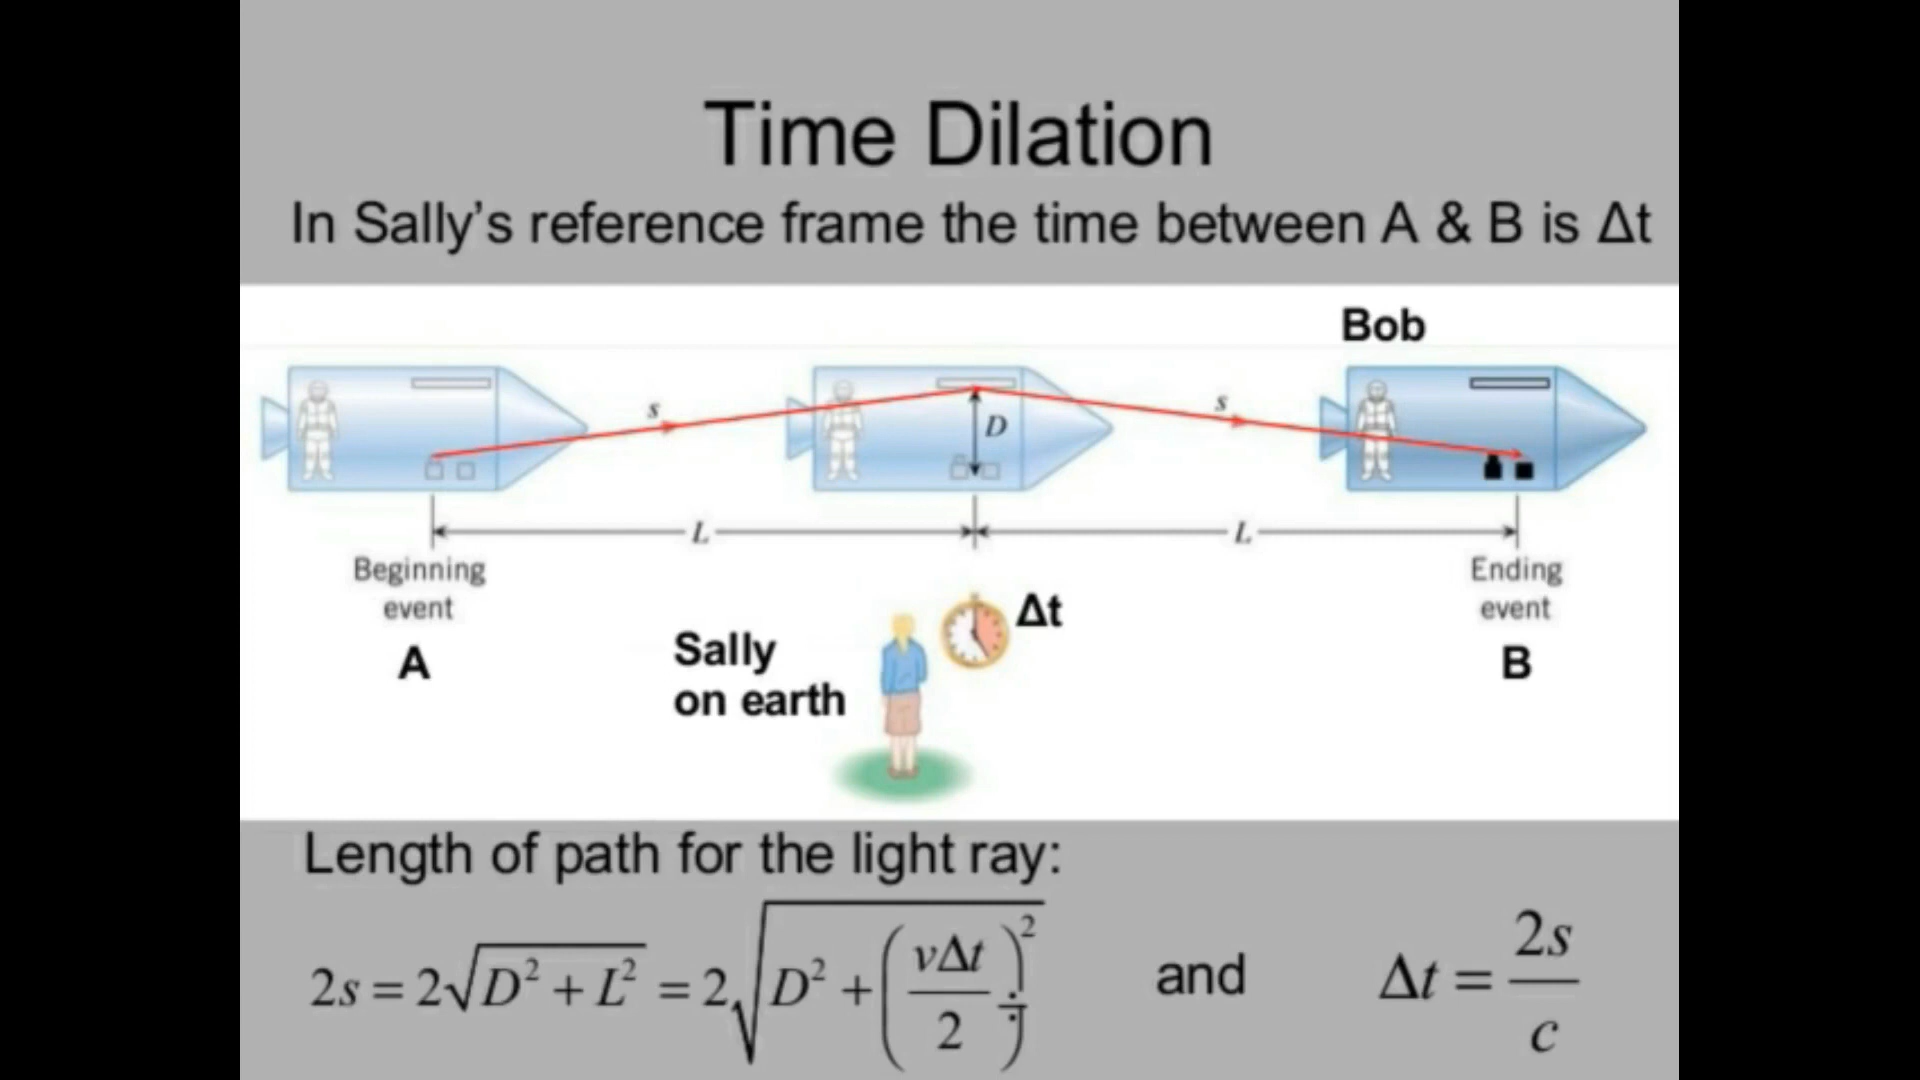 Time Dilation
In Sally's reference frame the time between A & B is Δt
Bob
s
s
D
L
L
Beginning
event
Ending
event
Δt
A
Sally
on earth
B
Length of path for the light ray:
2s = 2√(D² + L²) = 2√(D² + (vΔt/2)²) and Δt = 2s/c